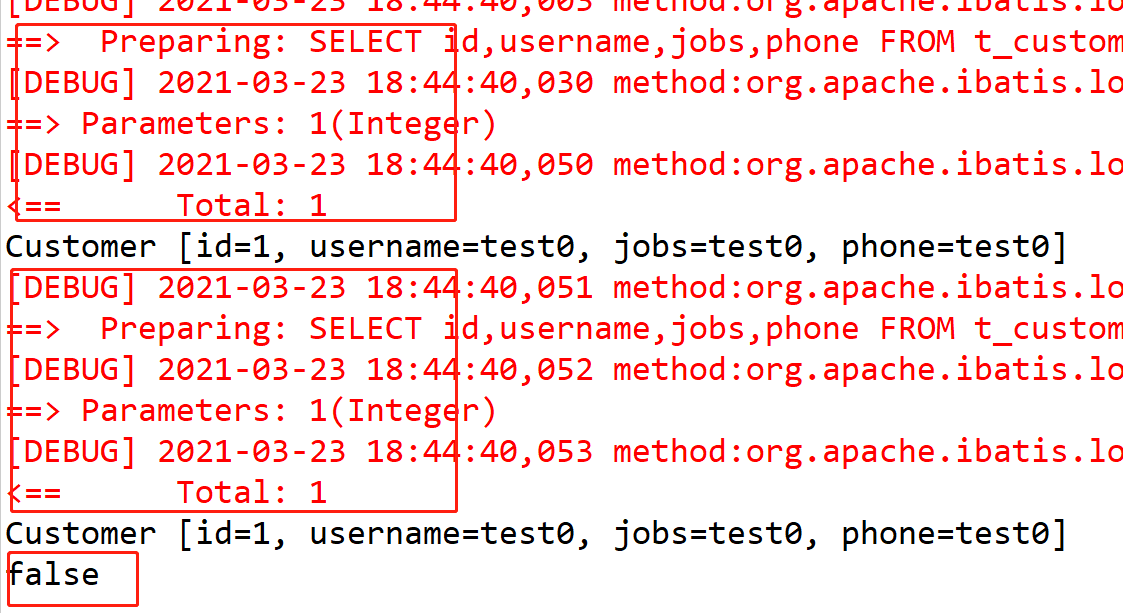 [DEBUG] 2021-03-23 18:44:40,003 method:org.apache.ibatis.lo
==>  Preparing: SELECT id,username,jobs,phone FROM t_custom
[DEBUG] 2021-03-23 18:44:40,030 method:org.apache.ibatis.lo
==> Parameters: 1(Integer)
[DEBUG] 2021-03-23 18:44:40,050 method:org.apache.ibatis.lo
<==      Total: 1
Customer [id=1, username=test0, jobs=test0, phone=test0]
[DEBUG] 2021-03-23 18:44:40,051 method:org.apache.ibatis.lo
==>  Preparing: SELECT id,username,jobs,phone FROM t_custom
[DEBUG] 2021-03-23 18:44:40,052 method:org.apache.ibatis.lo
==> Parameters: 1(Integer)
[DEBUG] 2021-03-23 18:44:40,053 method:org.apache.ibatis.lo
<==      Total: 1
Customer [id=1, username=test0, jobs=test0, phone=test0]
false